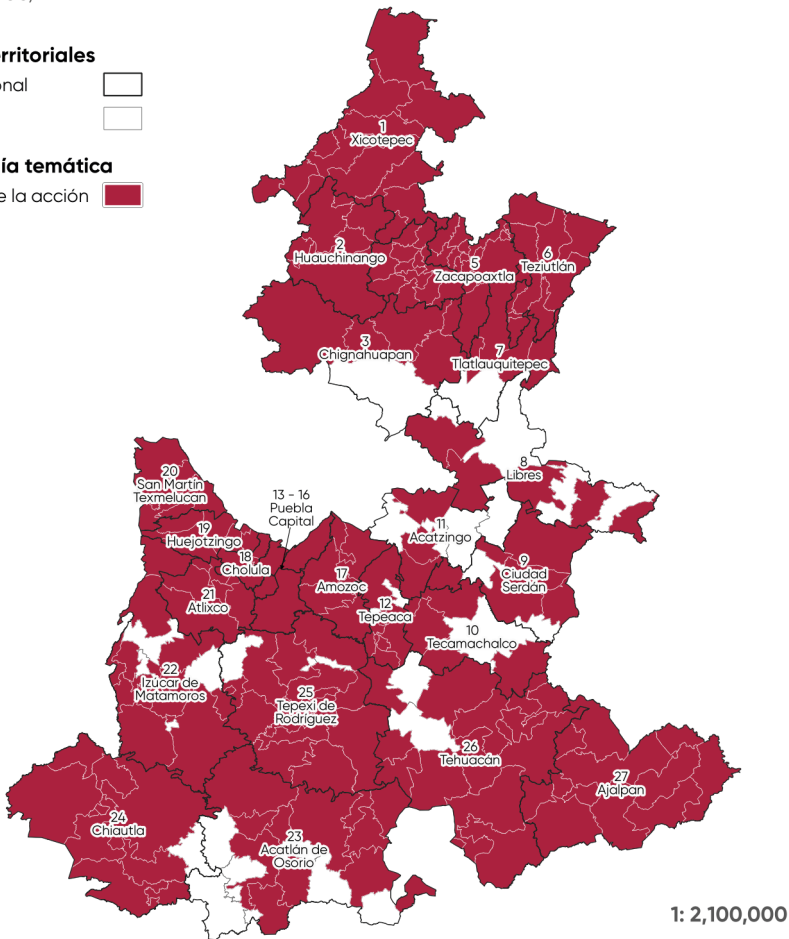 rritoriales
onal
ía temática
e la acción
1
Xicotepec
2
Huauchinango
5
Zacapoaxtla
6
Teziutlán
3
Chignahuapan
7
Tlatlauquitepec
8
Libres
20
San Martín
Texmelucan
13 - 16
Puebla
Capital
19
Huejotzingo
18
Cholula
11
Acatzingo
9
Ciudad
Serdán
17
Amozoc
21
Atlixco
12
Tepeaca
10
Tecamachalco
22
Izúcar de
Matamoros
25
Tepexi de
Rodríguez
26
Tehuacán
27
Ajalpan
24
Chiautla
23
Acatlán de
Osorio
1: 2,100,000